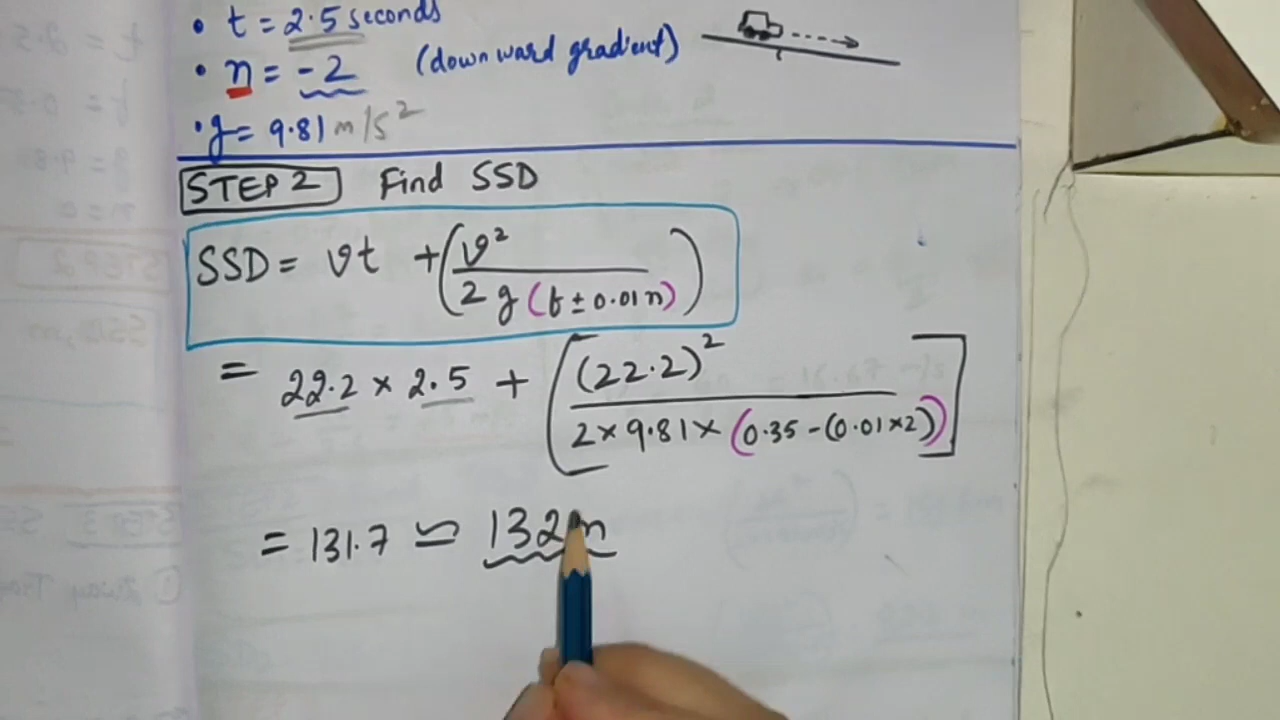 • t = 2.5 seconds
• n = -2 (downward gradient)
• g = 9.81 m/s²
STEP 2 Find SSD
SSD = vt + (v² / 2g (f ± 0.01n))
= 22.2 × 2.5 + [(22.2)² / 2 × 9.81 × (0.35 - (0.01 × 2))]
= 131.7 ≃ 132m